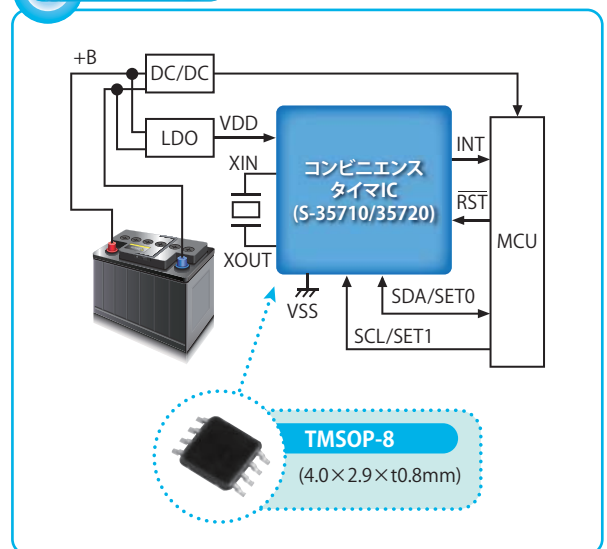 +B
DC/DC
LDO
VDD
XIN
XOUT
コンビニエンス
タイマIC
(S-35710/35720)
INT
RST
MCU
VSS
SDA/SET0
SCL/SET1
TMSOP-8
(4.0×2.9×t0.8mm)